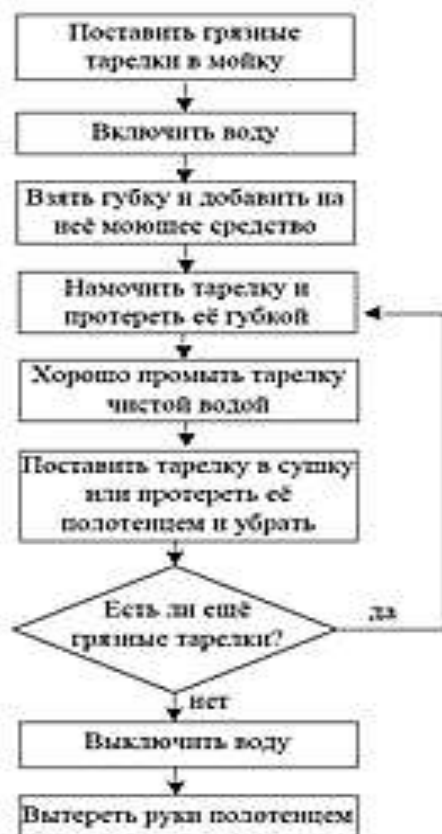 Поставить грязные
тарелки в мойку
Включить воду
Взять губку и добавить на
неё моющее средство
Намочить тарелку и
протереть её губкой
Хорошо промыть тарелку
чистой водой
Поставить тарелку в сушку
или протереть её
полотенцем и убрать
Есть ли ещё
грязные тарелки?
да
нет
Выключить воду
Вытереть руки полотенцем